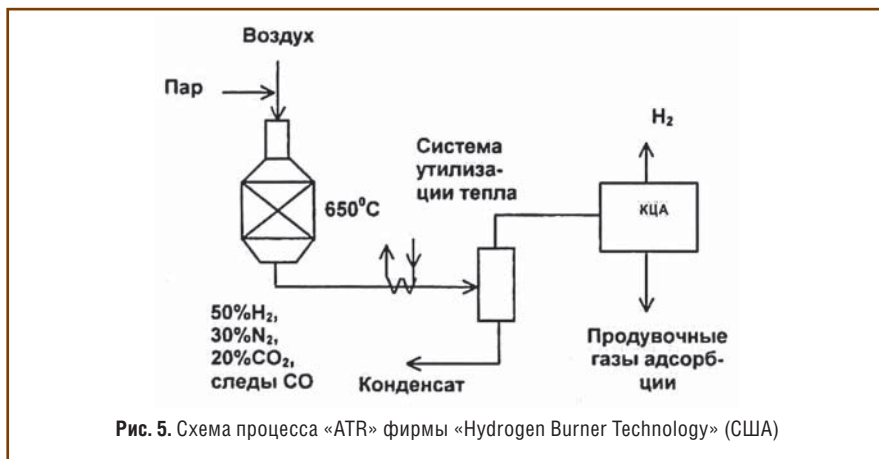 Воздух
Пар
Система
утилиза-
ции тепла
H₂
650⁰C
КЦА
50%H₂,
30%N₂,
20%CO₂,
следы CO
Конденсат
Продувочные
газы адсорб-
ции
Рис. 5. Схема процесса «ATR» фирмы «Hydrogen Burner Technology» (США)